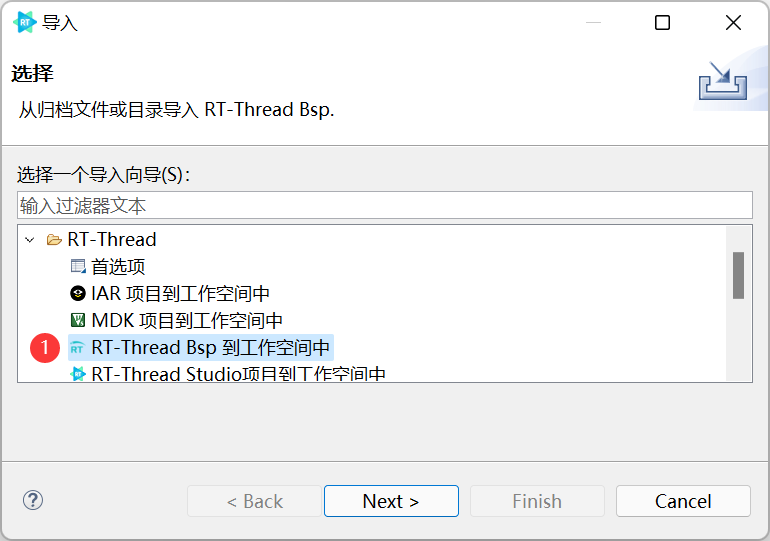 RT 导入
选择
从归档文件或目录导入 RT-Thread Bsp.
选择一个导入向导(S):
输入过滤器文本
RT-Thread
首选项
IAR 项目到工作空间中
MDK 项目到工作空间中
1 RT RT-Thread Bsp 到工作空间中
RT-Thread Studio项目到工作空间中
? < Back Next > Finish Cancel